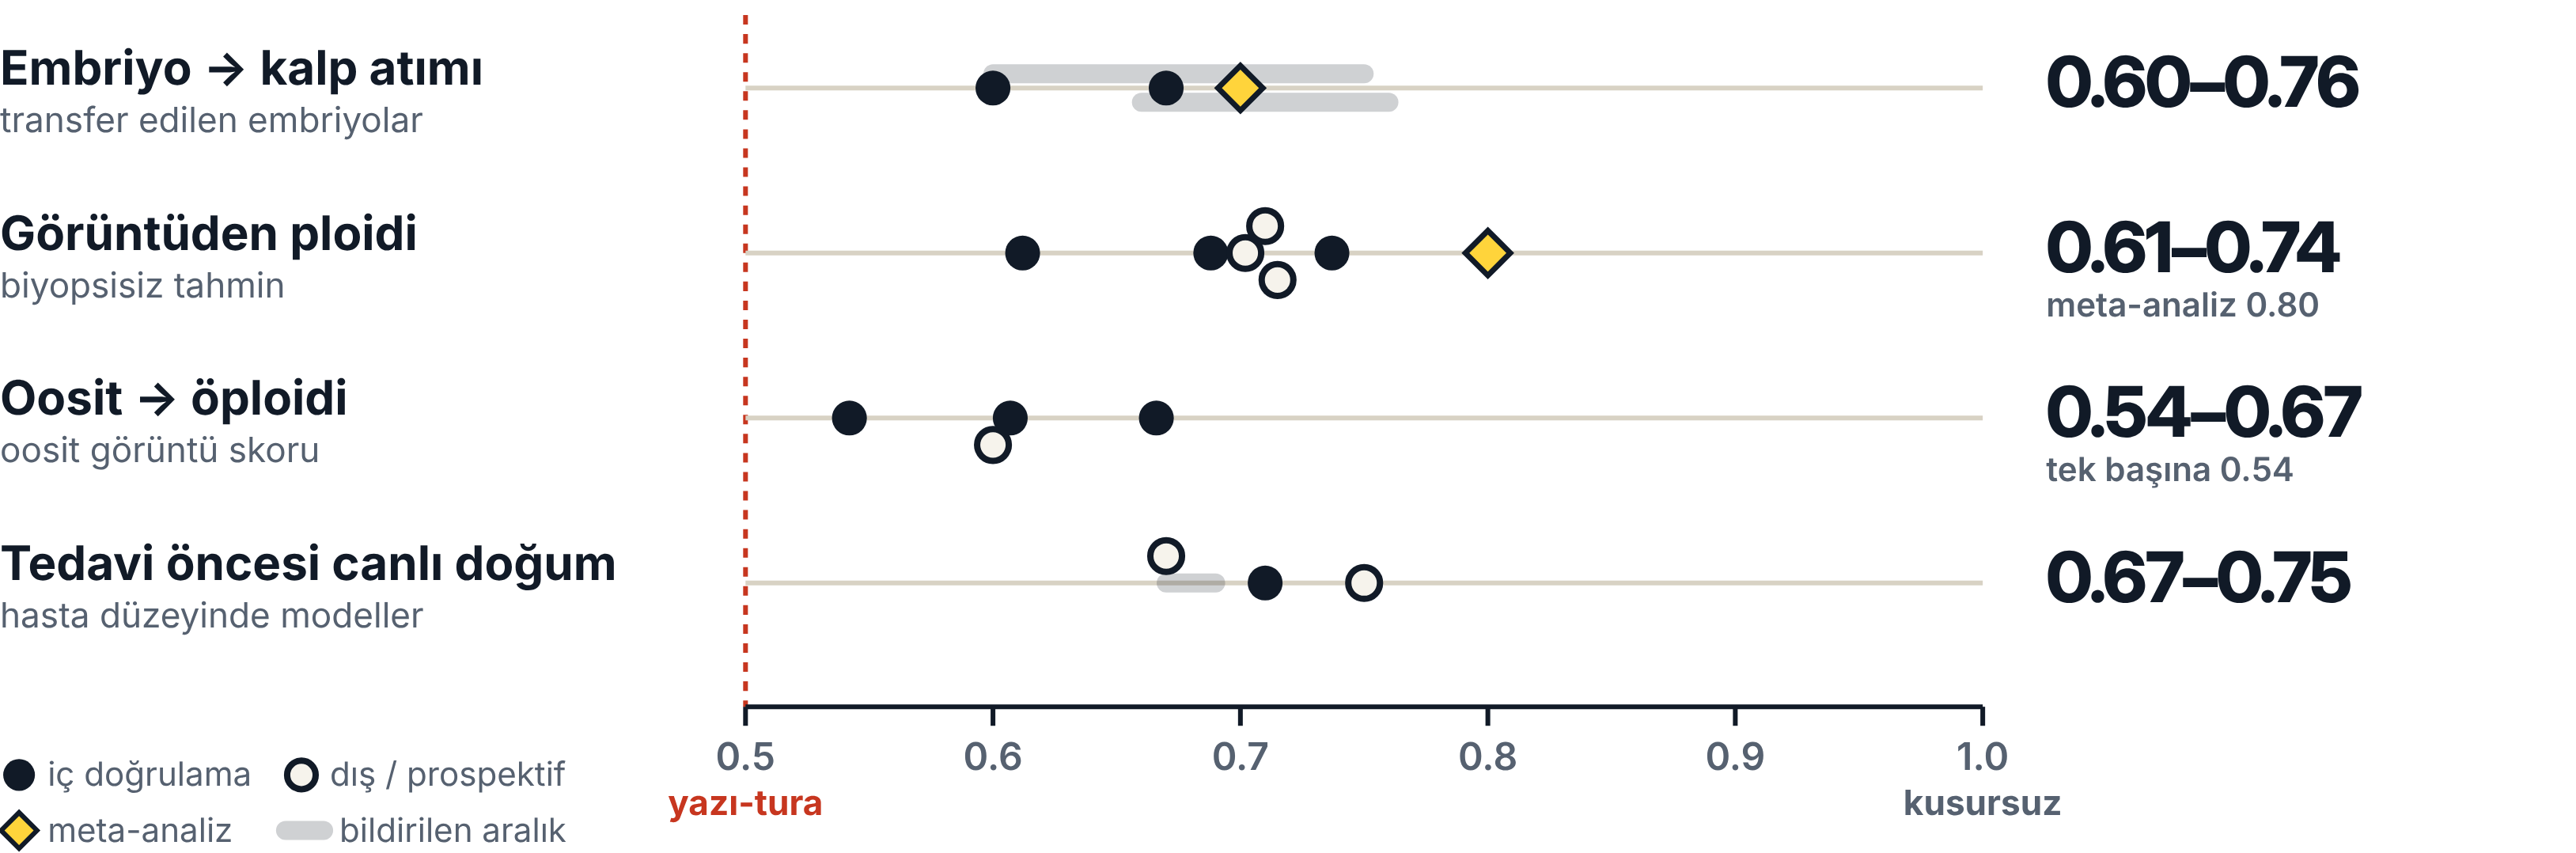 Embriyo → kalp atımı
transfer edilen embriyolar
0.60–0.76
Görüntüden ploidi
biyopsisiz tahmin
0.61–0.74
meta-analiz 0.80
Oosit → öploidi
oosit görüntü skoru
0.54–0.67
tek başına 0.54
Tedavi öncesi canlı doğum
hasta düzeyinde modeller
0.67–0.75
0.5 0.6 0.7 0.8 0.9 1.0
yazı-tura kusursuz
iç doğrulama dış / prospektif
meta-analiz bildirilen aralık